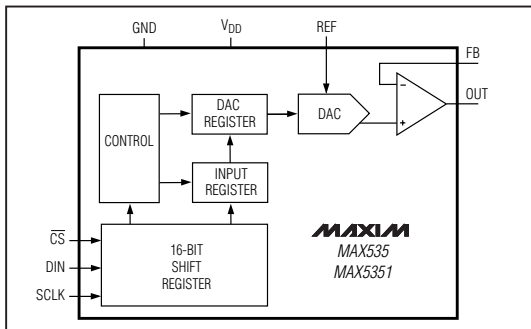 GND VDD REF
FB
OUT
DAC
REGISTER
DAC
CONTROL
INPUT
REGISTER
CS
DIN
SCLK
16-BIT
SHIFT
REGISTER
MAXIM
MAX535
MAX5351
−
+